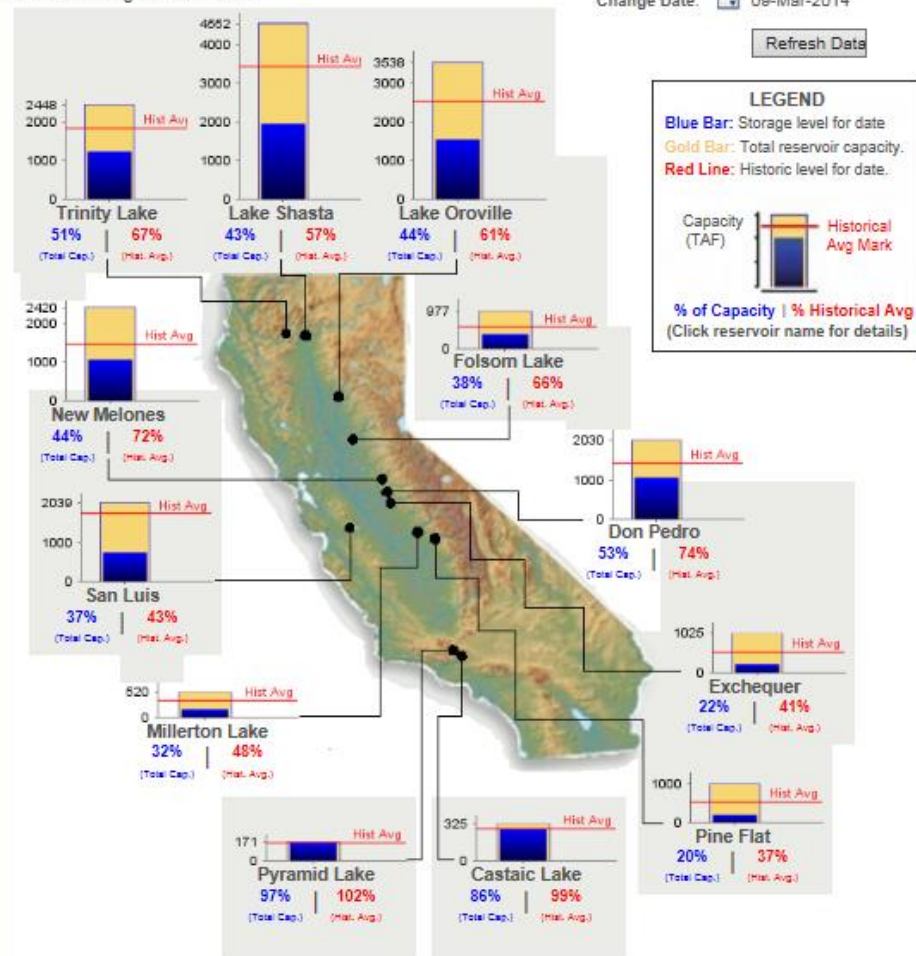 Change Date: 09-Mar-2014
Refresh Data
LEGEND
Blue Bar: Storage level for date
Gold Bar: Total reservoir capacity.
Red Line: Historic level for date.
Capacity
(TAF)
Historical
Avg Mark
% of Capacity | % Historical Avg
(Click reservoir name for details)
2448
2000
1000
0
Hist Avg
Trinity Lake
51% | 67%
(Total Cap.) (Hist. Avg.)
4552
4000
3000
2000
1000
0
Hist Avg
Lake Shasta
43% | 57%
(Total Cap.) (Hist. Avg.)
3538
3000
2000
1000
0
Hist Avg
Lake Oroville
44% | 61%
(Total Cap.) (Hist. Avg.)
2420
2000
1000
0
Hist Avg
New Melones
44% | 72%
(Total Cap.) (Hist. Avg.)
977
0
Hist Avg
Folsom Lake
38% | 66%
(Total Cap.) (Hist. Avg.)
2030
1000
0
Hist Avg
Don Pedro
53% | 74%
(Total Cap.) (Hist. Avg.)
2039
1000
0
Hist Avg
San Luis
37% | 43%
(Total Cap.) (Hist. Avg.)
1025
0
Hist Avg
Exchequer
22% | 41%
(Total Cap.) (Hist. Avg.)
520
0
Hist Avg
Millerton Lake
32% | 48%
(Total Cap.) (Hist. Avg.)
1000
0
Hist Avg
Pine Flat
20% | 37%
(Total Cap.) (Hist. Avg.)
171
0
Hist Avg
Pyramid Lake
97% | 102%
(Total Cap.) (Hist. Avg.)
325
0
Hist Avg
Castaic Lake
86% | 99%
(Total Cap.) (Hist. Avg.)